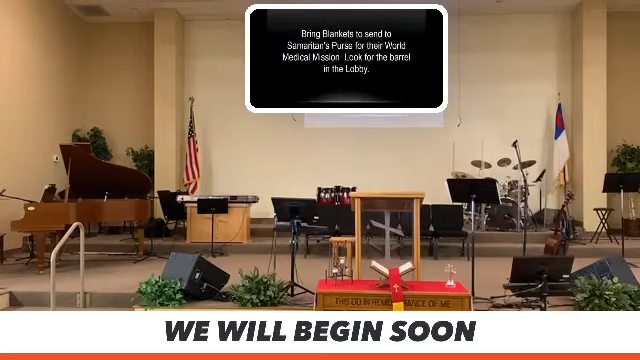 Bring Blankets to send to
Samaritan's Purse for their World
Medical Mission Look for the barrel
in the Lobby.
THIS DO IN REMEMBRANCE OF ME
WE WILL BEGIN SOON